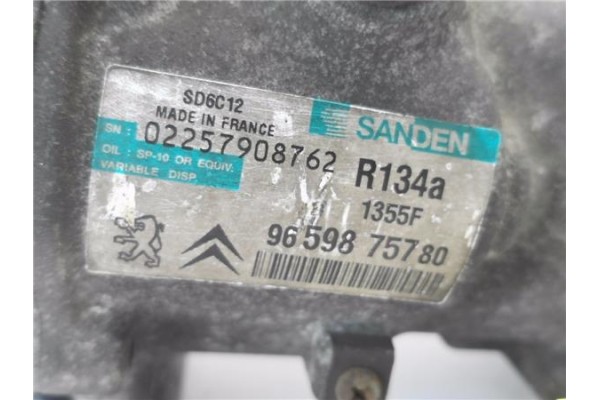 SD6C12
MADE IN FRANCE
SANDEN
SN : 02257908762
OIL : SP-10 OR EQUIV.
VARIABLE DISP.
R134a
1355F
96 598 757 80